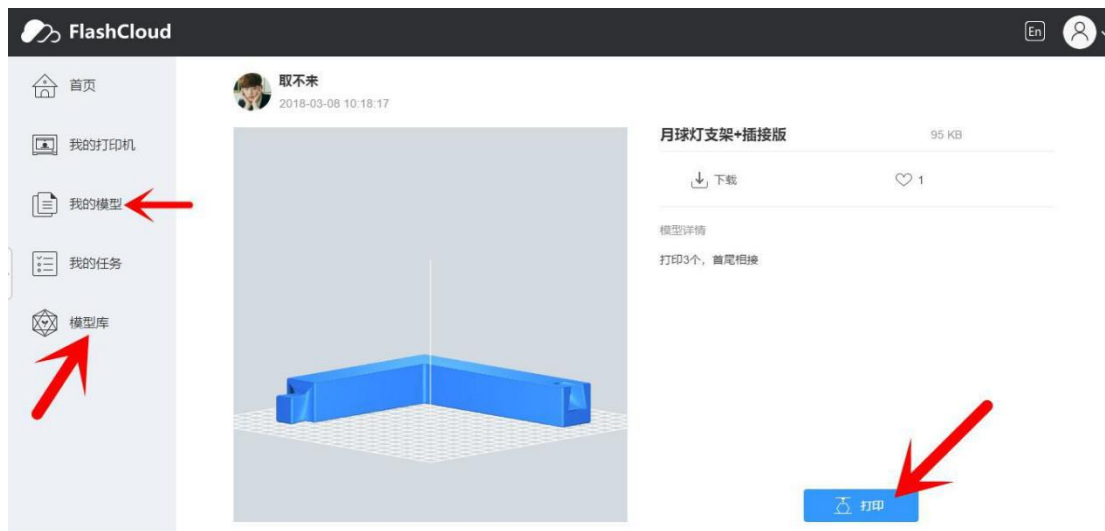 FlashCloud
En
首页
我的打印机
我的模型
我的任务
模型库
取不来
2018-03-08 10:18:17
月球灯支架+插接版
95 KB
下载
1
模型详情
打印3个，首尾相接
打印